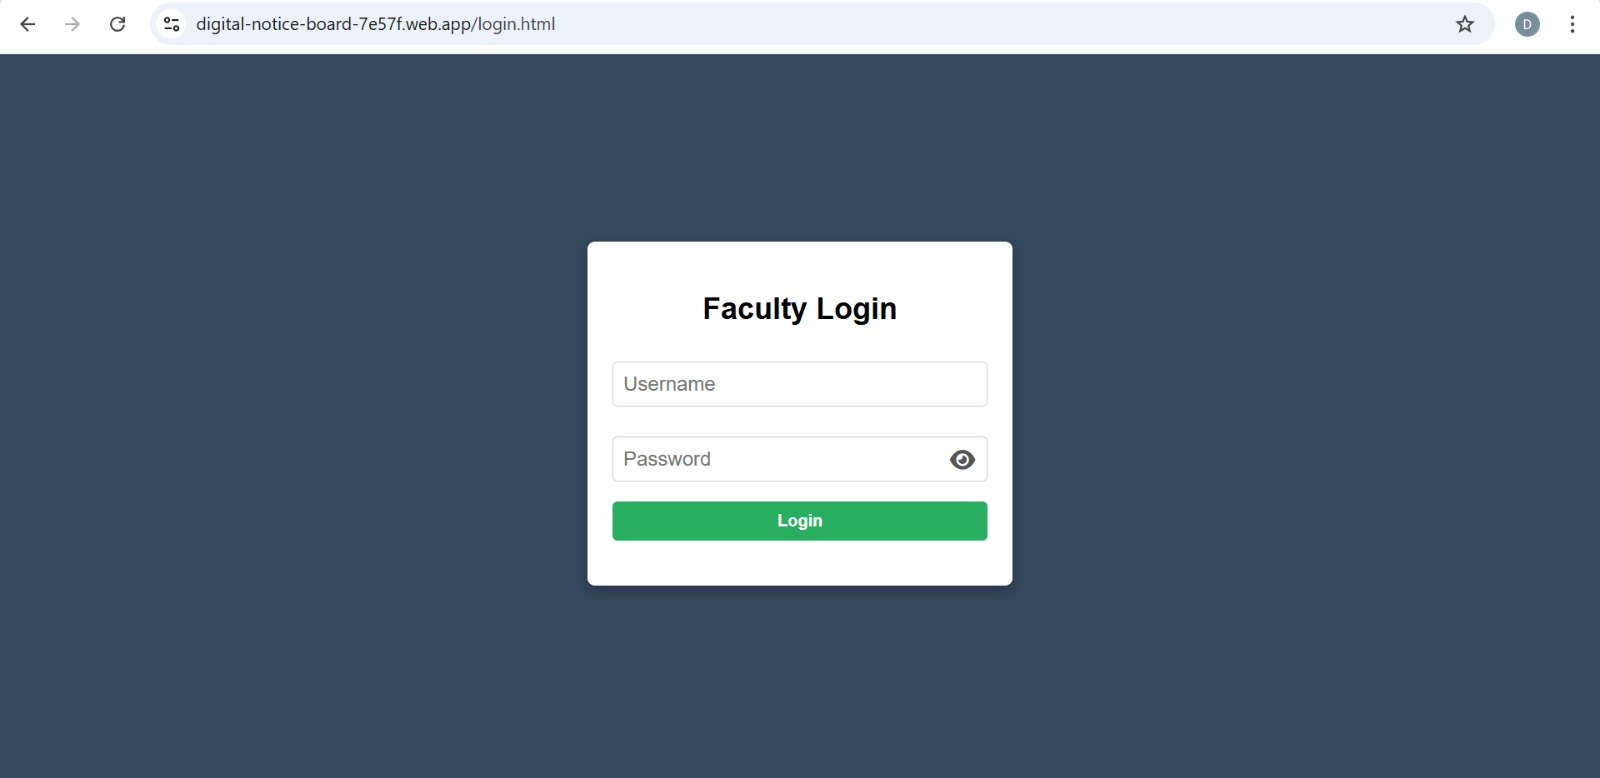 digital-notice-board-7e57f.web.app/login.html
D
Faculty Login
Username
Password
Login